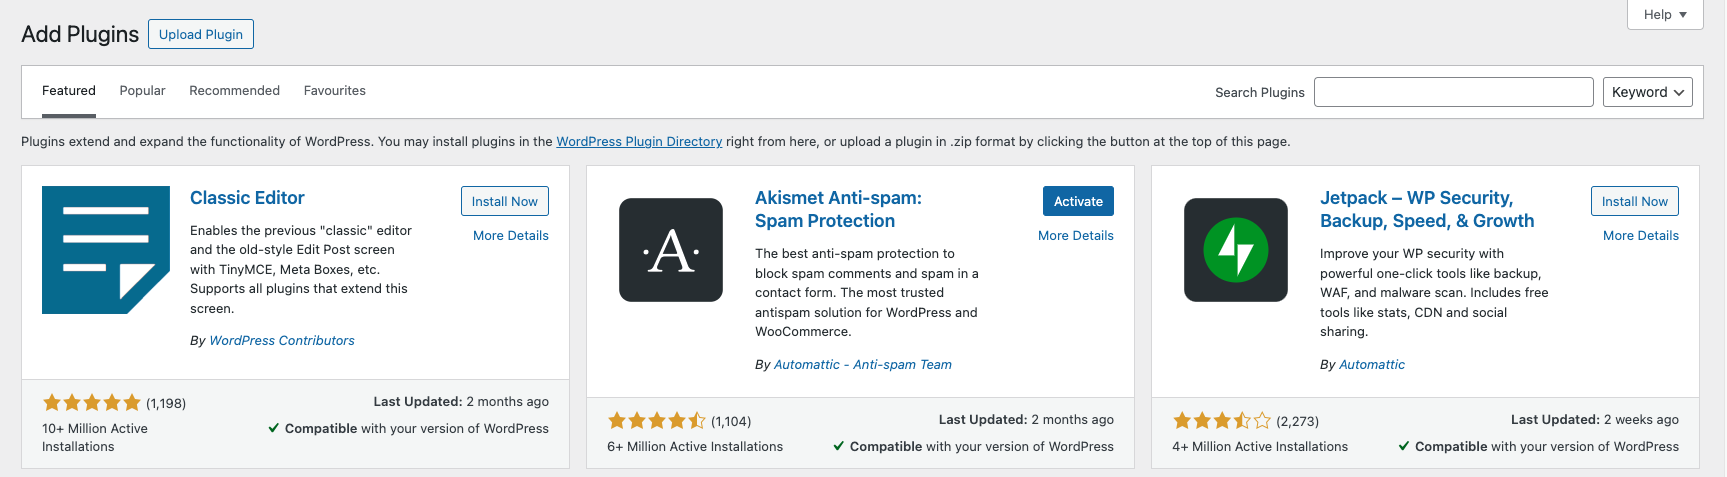 Help
Add Plugins Upload Plugin
Featured Popular Recommended Favourites Search Plugins Keyword
Plugins extend and expand the functionality of WordPress. You may install plugins in the WordPress Plugin Directory right from here, or upload a plugin in .zip format by clicking the button at the top of this page.
Classic Editor
Install Now
More Details
Enables the previous "classic" editor
and the old-style Edit Post screen
with TinyMCE, Meta Boxes, etc.
Supports all plugins that extend this
screen.
By WordPress Contributors
(1,198)
10+ Million Active
Installations
Last Updated: 2 months ago
Compatible with your version of WordPress
·A·
Akismet Anti-spam:
Spam Protection
Activate
More Details
The best anti-spam protection to
block spam comments and spam in a
contact form. The most trusted
antispam solution for WordPress and
WooCommerce.
By Automattic - Anti-spam Team
(1,104)
6+ Million Active Installations
Last Updated: 2 months ago
Compatible with your version of WordPress
Jetpack – WP Security,
Backup, Speed, & Growth
Install Now
More Details
Improve your WP security with
powerful one-click tools like backup,
WAF, and malware scan. Includes free
tools like stats, CDN and social
sharing.
By Automattic
(2,273)
4+ Million Active Installations
Last Updated: 2 weeks ago
Compatible with your version of WordPress